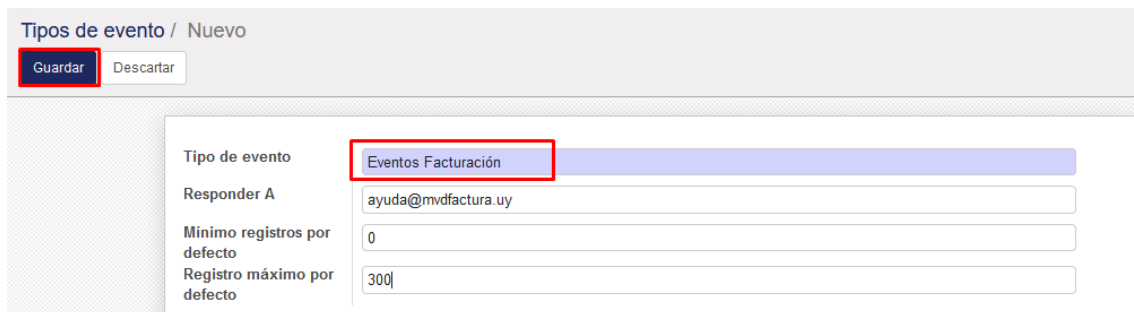 Tipos de evento / Nuevo
Guardar Descartar
Tipo de evento Eventos Facturación
Responder A ayuda@mvdfactura.uy
Mínimo registros por
defecto 0
Registro máximo por
defecto 300